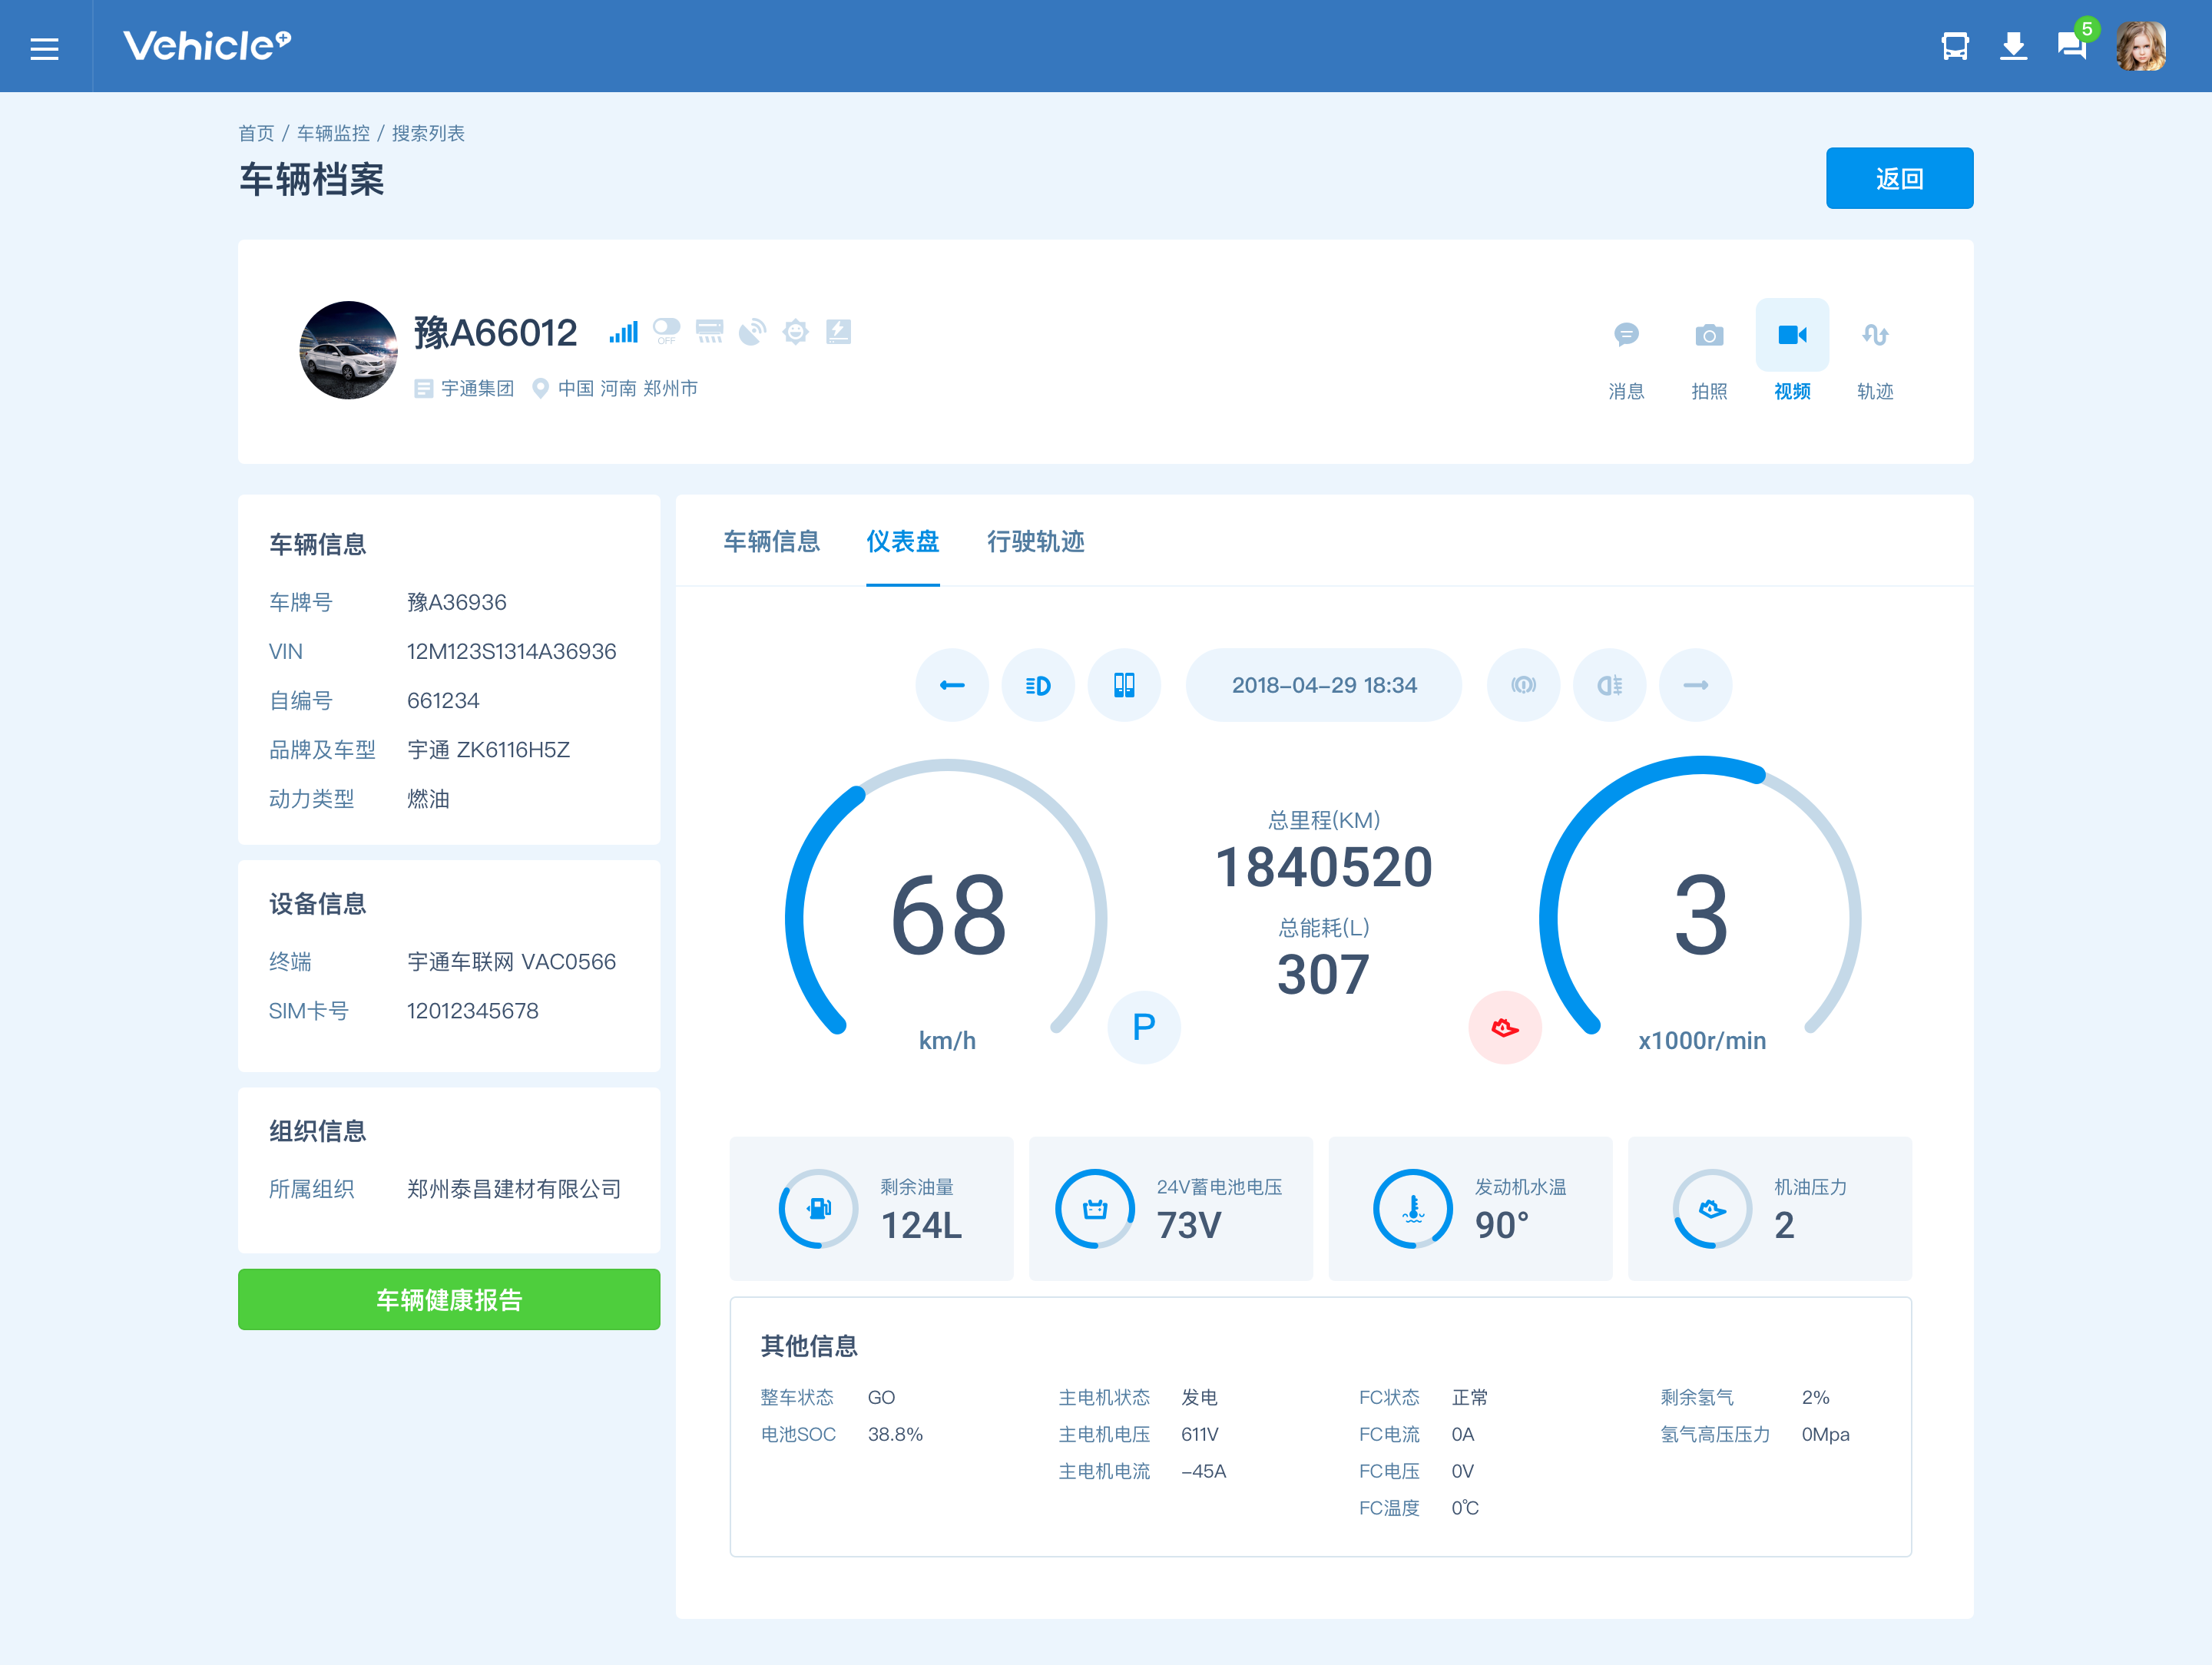 Vehicle+
5
首页 / 车辆监控 / 搜索列表
车辆档案
返回
豫A66012
OFF
宇通集团 中国 河南 郑州市
消息 拍照 视频 轨迹
车辆信息
车牌号 豫A36936
VIN 12M123S1314A36936
自编号 661234
品牌及车型 宇通 ZK6116H5Z
动力类型 燃油
设备信息
终端 宇通车联网 VAC0566
SIM卡号 12012345678
组织信息
所属组织 郑州泰昌建材有限公司
车辆健康报告
车辆信息 仪表盘 行驶轨迹
2018-04-29 18:34
68
km/h
P
总里程(KM)
1840520
总能耗(L)
307
3
x1000r/min
剩余油量
124L
24V蓄电池电压
73V
发动机水温
90°
机油压力
2
其他信息
整车状态 GO
电池SOC 38.8%
主电机状态 发电
主电机电压 611V
主电机电流 -45A
FC状态 正常
FC电流 0A
FC电压 0V
FC温度 0℃
剩余氢气 2%
氢气高压压力 0Mpa